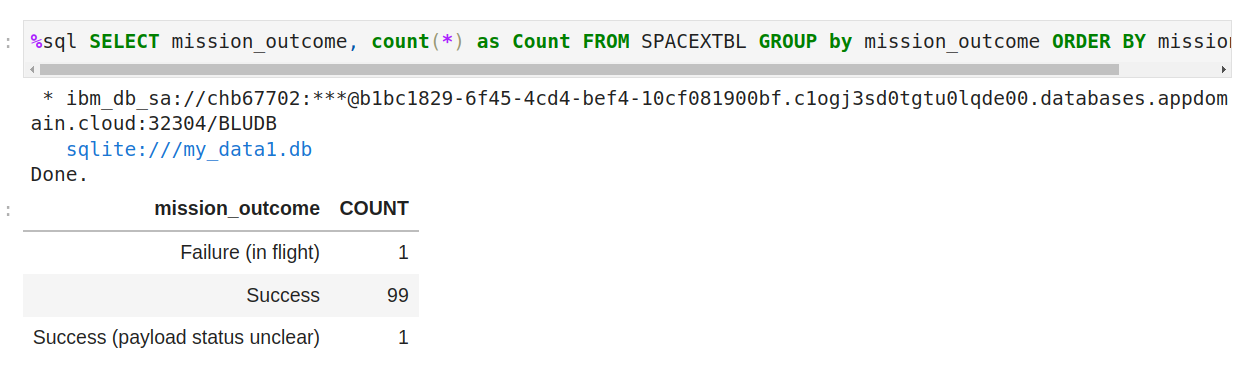 %sql SELECT mission_outcome, count(*) as Count FROM SPACEXTBL GROUP by mission_outcome ORDER BY
* ibm_db_sa://chb67702:***@b1bc1829-6f45-4cd4-bef4-10cf081900bf.c1ogj3sd0tgtu0lqde00.databases.appdom
ain.cloud:32304/BLUDB
sqlite:///my_data1.db
Done.
mission_outcome COUNT
Failure (in flight) 1
Success 99
Success (payload status unclear) 1